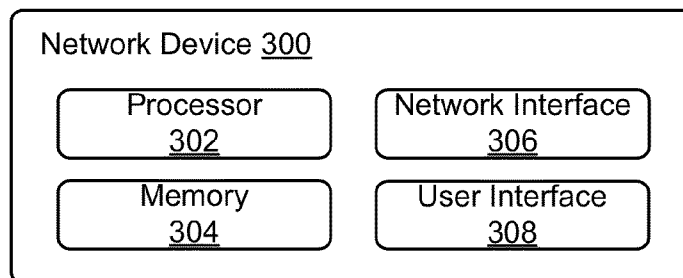 Network Device 300
Processor
302
Network Interface
306
Memory
304
User Interface
308